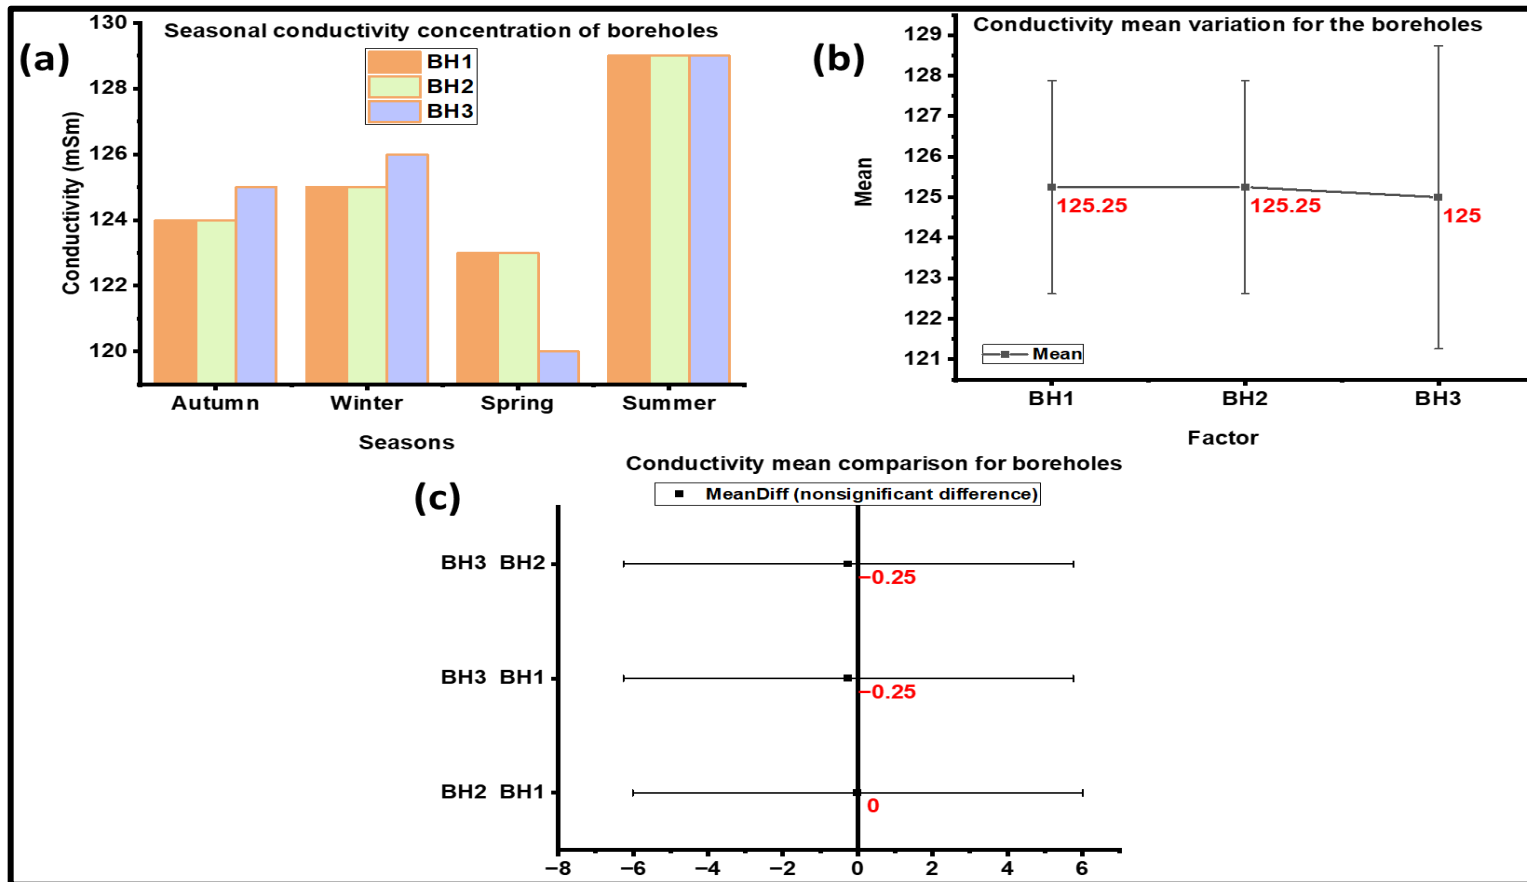 (a)
Seasonal conductivity concentration of boreholes
BH1
BH2
BH3
Conductivity (mSm)
130
128
126
124
122
120
Autumn Winter Spring Summer
Seasons
(b)
Conductivity mean variation for the boreholes
Mean
129
128
127
126
125
124
123
122
121
125.25
125.25
125
Mean
BH1 BH2 BH3
Factor
(c)
Conductivity mean comparison for boreholes
MeanDiff (nonsignificant difference)
BH3 BH2
−0.25
BH3 BH1
−0.25
BH2 BH1
0
−8 −6 −4 −2 0 2 4 6